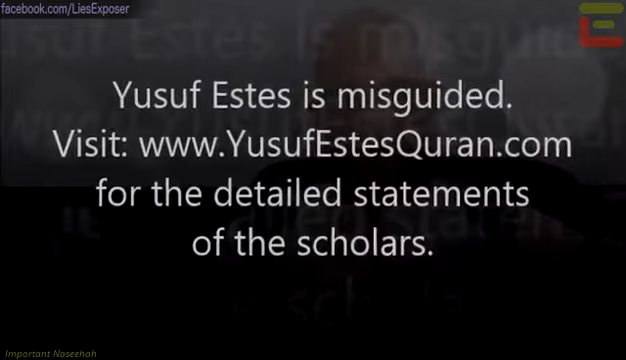 facebook.com/LiesExposer
Yusuf Estes is misguided.
Visit: www.YusufEstesQuran.com
for the detailed statements
of the scholars.
Important Naseehah